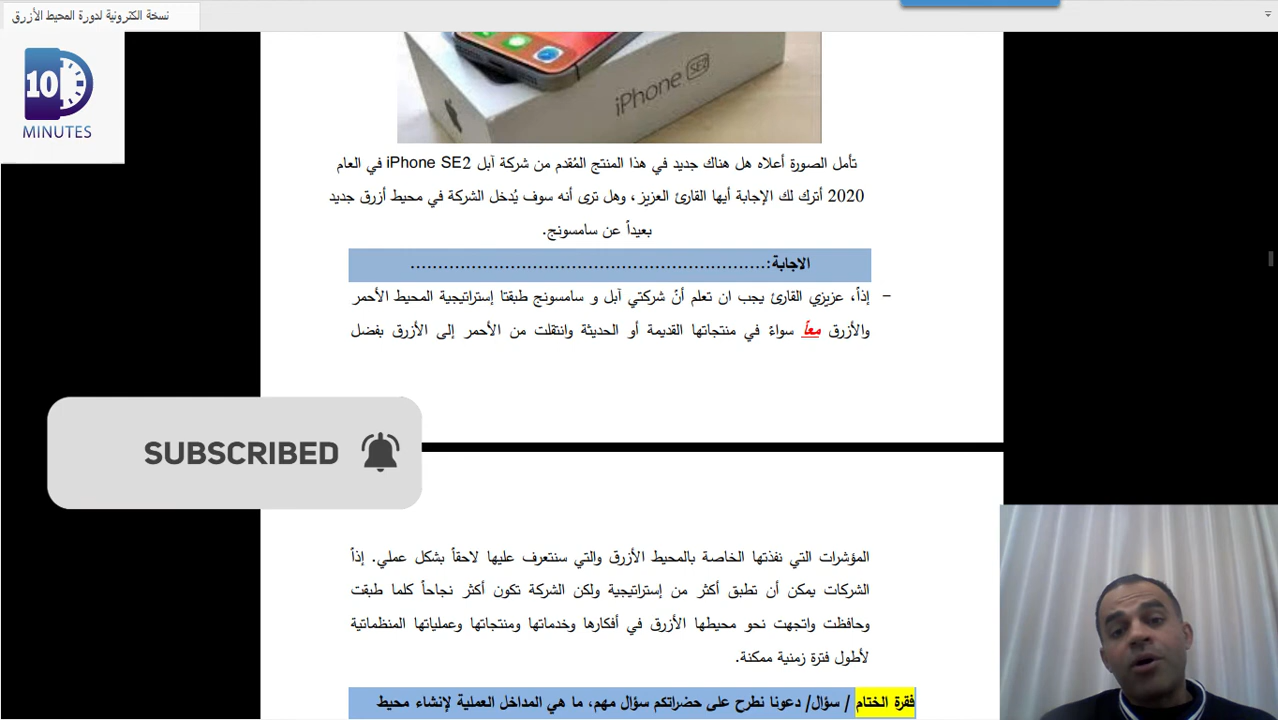 نسخة الكترونية لدورة المحيط الأزرق
10
MINUTES
iPhone SE2
تأمل الصورة أعلاه هل هناك جديد في هذا المنتج المُقدم من شركة آبل iPhone SE2 في العام
2020 أترك لك الإجابة أيها القارئ العزيز، وهل ترى أنه سوف يُدخل الشركة في محيط أزرق جديد
بعيداً عن سامسونج.
الاجابة:................................................................
- إذاً، عزيزي القارئ يجب ان تعلم أنّ شركتي آبل و سامسونج طبقتا إستراتيجية المحيط الأحمر
والأزرق معاً سواءً في منتجاتها القديمة أو الحديثة وانتقلت من الأحمر إلى الأزرق بفضل
SUBSCRIBED
المؤشرات التي نفذتها الخاصة بالمحيط الأزرق والتي سنتعرف عليها لاحقاً بشكل عملي. إذاً
الشركات يمكن أن تطبق أكثر من إستراتيجية ولكن الشركة تكون أكثر نجاحاً كلما طبقت
وحافظت واتجهت نحو محيطها الأزرق في أفكارها وخدماتها ومنتجاتها وعملياتها المنظماتية
لأطول فترة زمنية ممكنة.
فقرة الختام / سؤال/ دعونا نطرح على حضراتكم سؤال مهم، ما هي المداخل العملية لإنشاء محيط